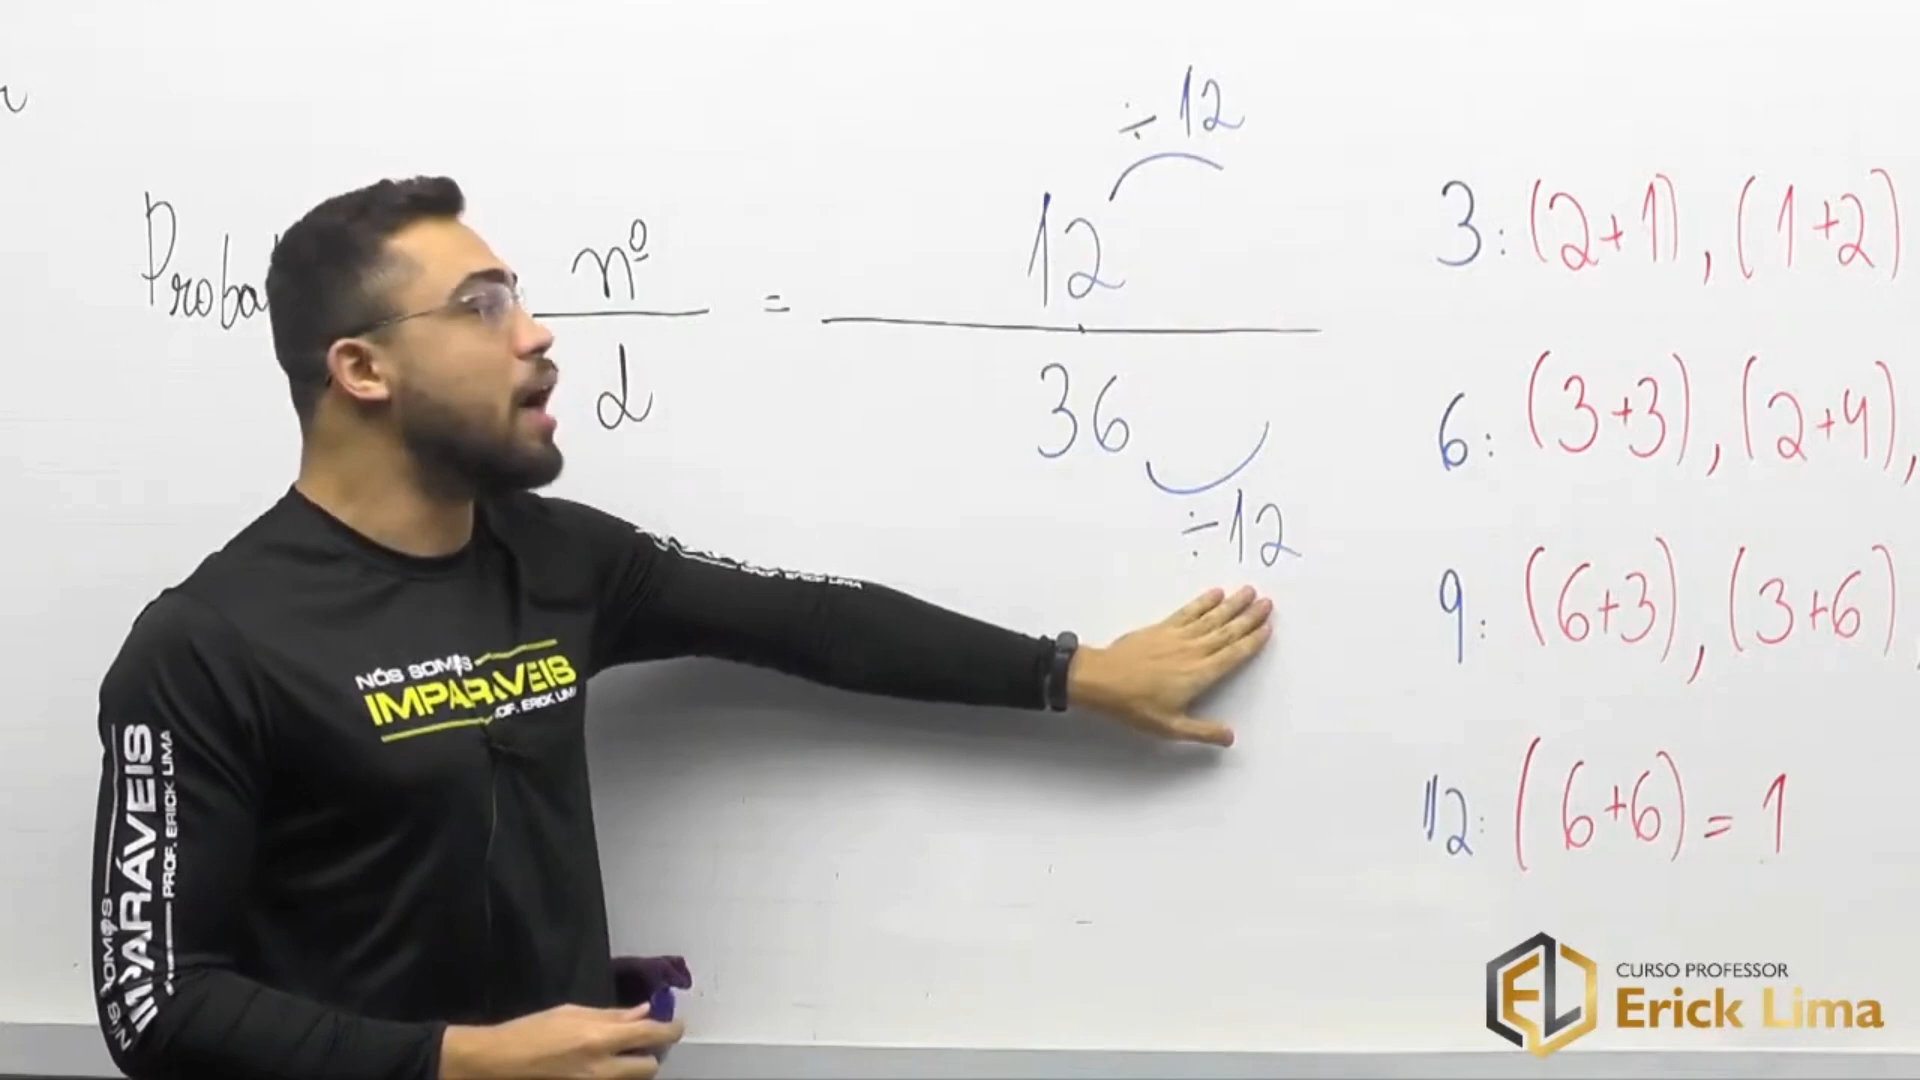 ÷ 12
nº
d
=
12
36
÷ 12
3: (2+1), (1+2)
6: (3+3), (2+4),
9: (6+3), (3+6)
12: (6+6) = 1
NÓS SOMOS
IMPARÁVEIS
PROF. ERICK LIMA
NÓS SOMOS
IMPARÁVEIS
PROF. ERICK LIMA
CURSO PROFESSOR
Erick Lima